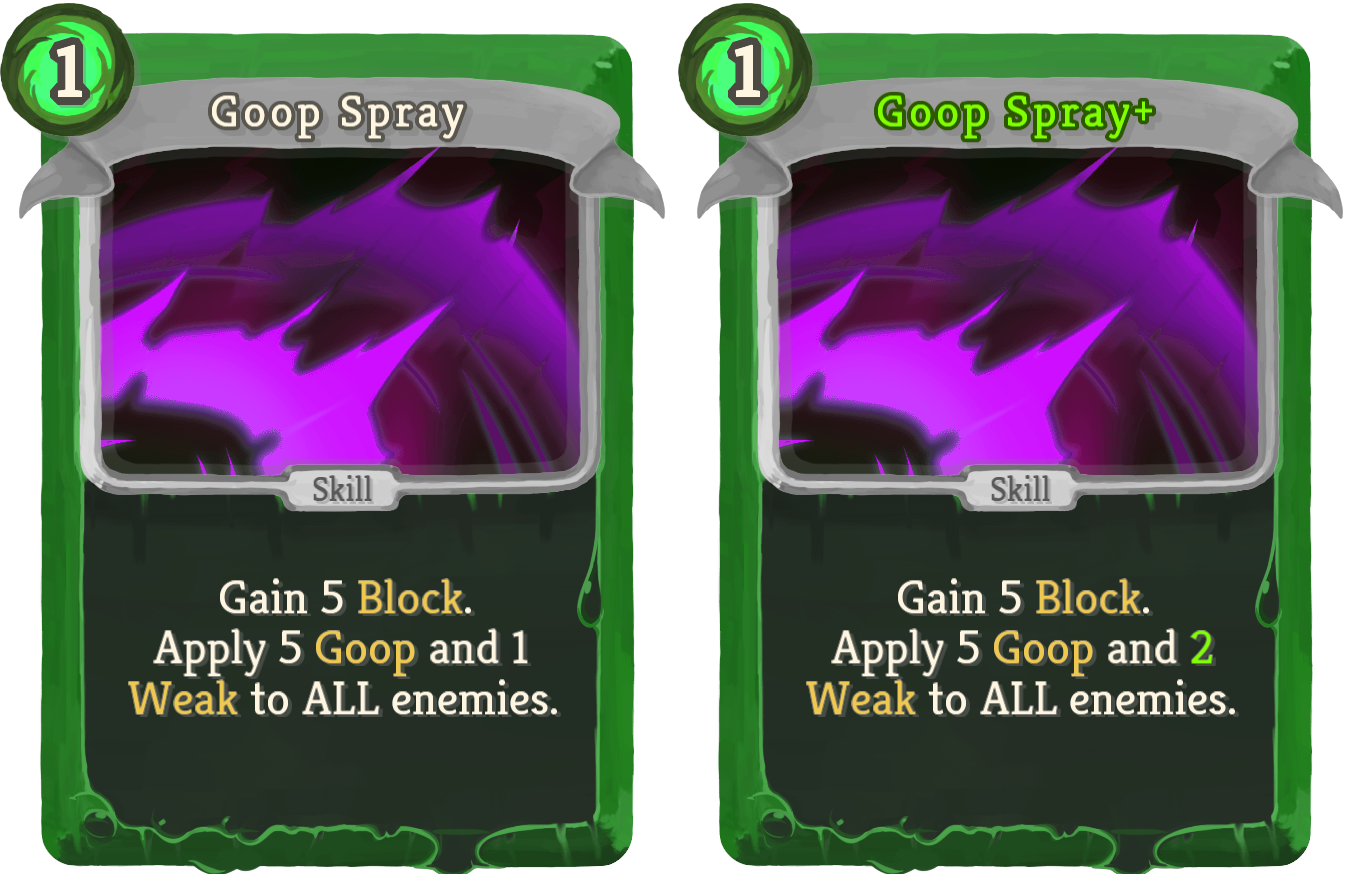 1
Goop Spray
Skill
Gain 5 Block.
Apply 5 Goop and 1
Weak to ALL enemies.
1
Goop Spray+
Skill
Gain 5 Block.
Apply 5 Goop and 2
Weak to ALL enemies.